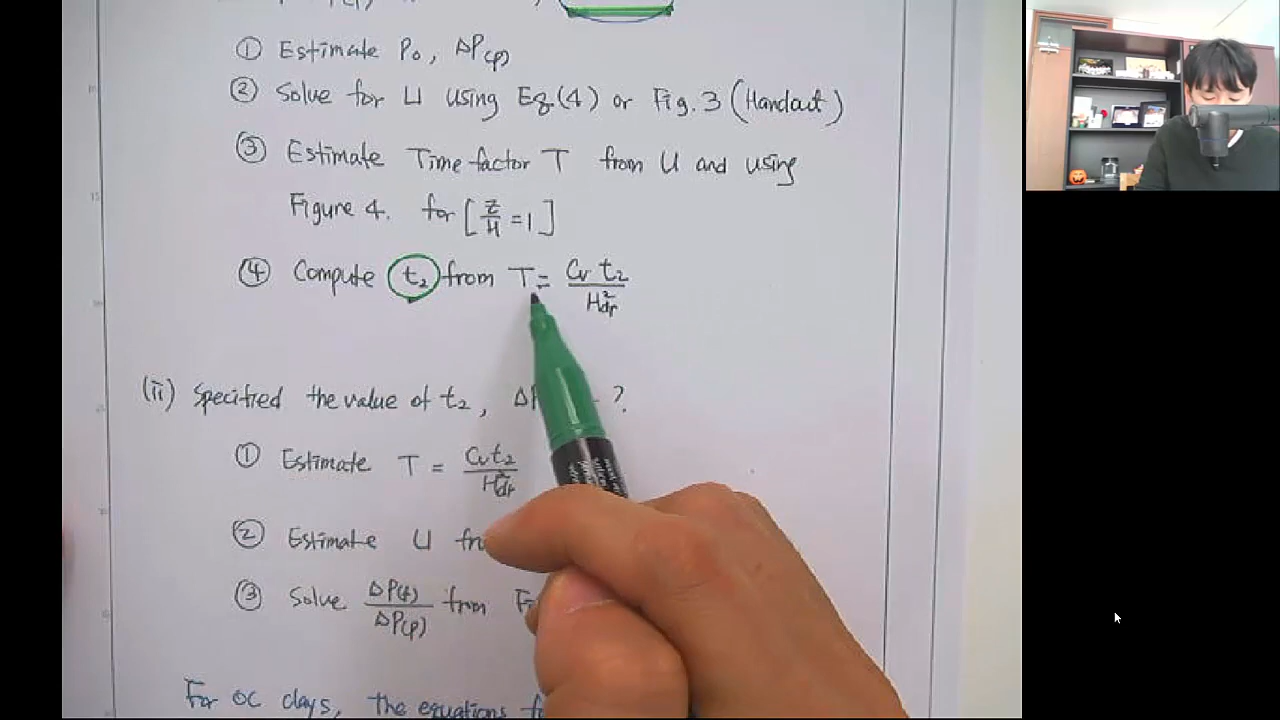 ① Estimate P₀, ΔP(p)
② Solve for U using Eq.(4) or Fig. 3 (Handout)
③ Estimate Time factor T from U and using
Figure 4. for [z/H = 1]
④ Compute t₂ from T = Cv t₂ / H²dr
(ii) Specified the value of t₂, ?
① Estimate T = Cv t₂ / H²dr
② Estimate U
③ Solve ΔP(f) / ΔP(p) from
For OC clays, the equations